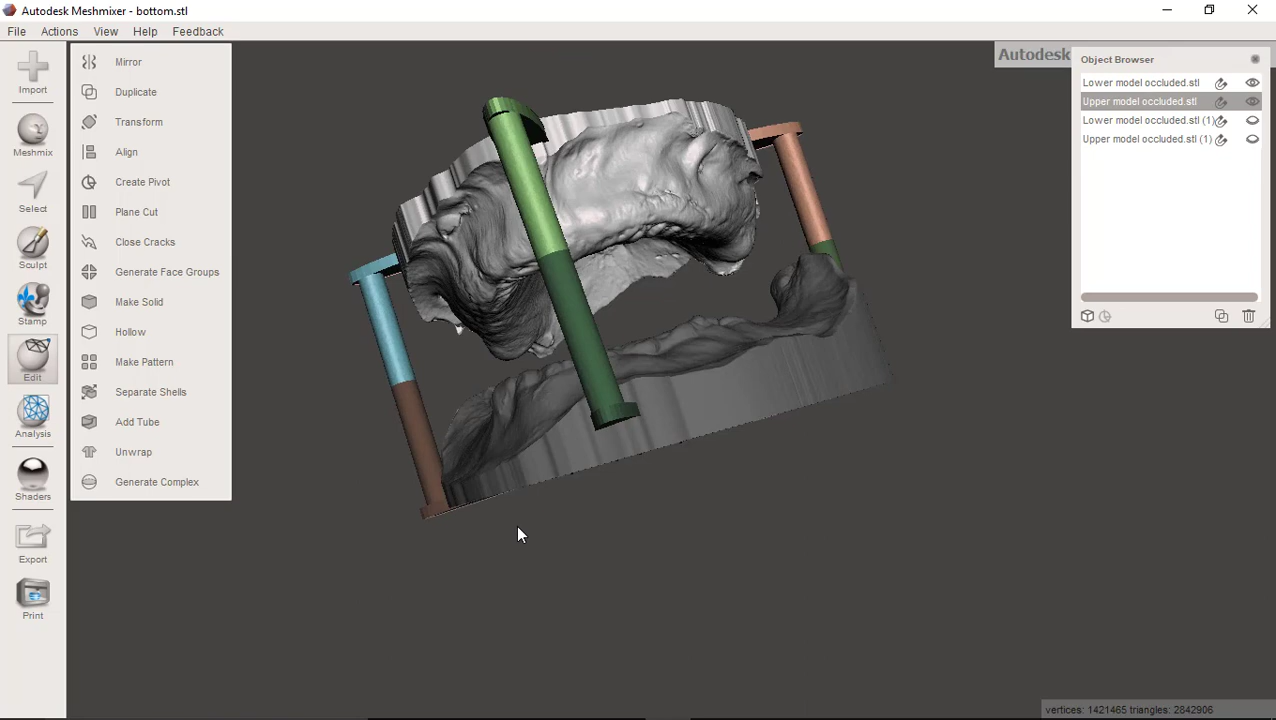 Autodesk Meshmixer - bottom.stl
File Actions View Help Feedback
Import
Meshmix
Select
Sculpt
Stamp
Edit
Analysis
Shaders
Export
Print
Mirror
Duplicate
Transform
Align
Create Pivot
Plane Cut
Close Cracks
Generate Face Groups
Make Solid
Hollow
Make Pattern
Separate Shells
Add Tube
Unwrap
Generate Complex
Autodesk
Object Browser
Lower model occluded.stl
Upper model occluded.stl
Lower model occluded.stl (1)
Upper model occluded.stl (1)
vertices: 1421465 triangles: 2842906